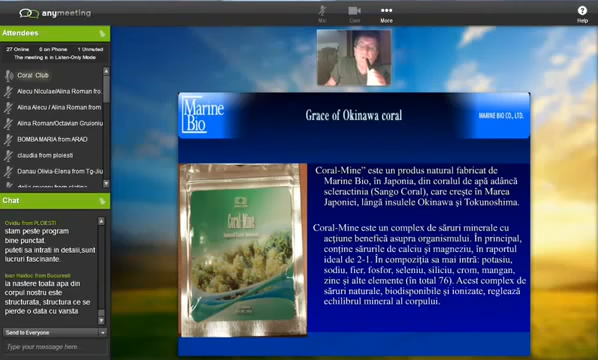 anymeeting
Mic
Cam
More
Help
Attendees
27 Online 0 on Phone 1 Unmuted
The meeting is in Listen-Only Mode
Coral Club
Alecu Niculae/Alina Roman fro
Alina Alecu / Alina Roman from
Alina Roman/Octavian Gruioniu
BOMBA MARIA from ARAD
claudia from ploiesti
Danau Olivia-Elena from Tg-Jiu
Chat
Ovidiu from PLOIESTI
stam peste program
bine punctat.
puteti sa intrati in detalii,sunt
lucruri fascinante.
Ioan Haiduc from Bucuresti
la nastere toata apa din
corpul nostru este
structurata, structura ce se
pierde o data cu varsta
Send to Everyone
Type your message here...
Marine
Bio
Grace of Okinawa coral
MARINE BIO CO., LTD.
Coral-Mine
Coral-Mine” este un produs natural fabricat de
Marine Bio, în Japonia, din coralul de apă adâncă
scleractinia (Sango Coral), care crește în Marea
Japoniei, lângă insulele Okinawa și Tokunoshima.
Coral-Mine este un complex de săruri minerale cu
acțiune benefică asupra organismului. În principal,
conține sărurile de calciu și magneziu, în raportul
ideal de 2-1. În compoziția sa mai intră: potasiu,
sodiu, fier, fosfor, seleniu, siliciu, crom, mangan,
zinc și alte elemente (în total 76). Acest complex de
săruri naturale, biodisponibile și ionizate, reglează
echilibrul mineral al corpului.